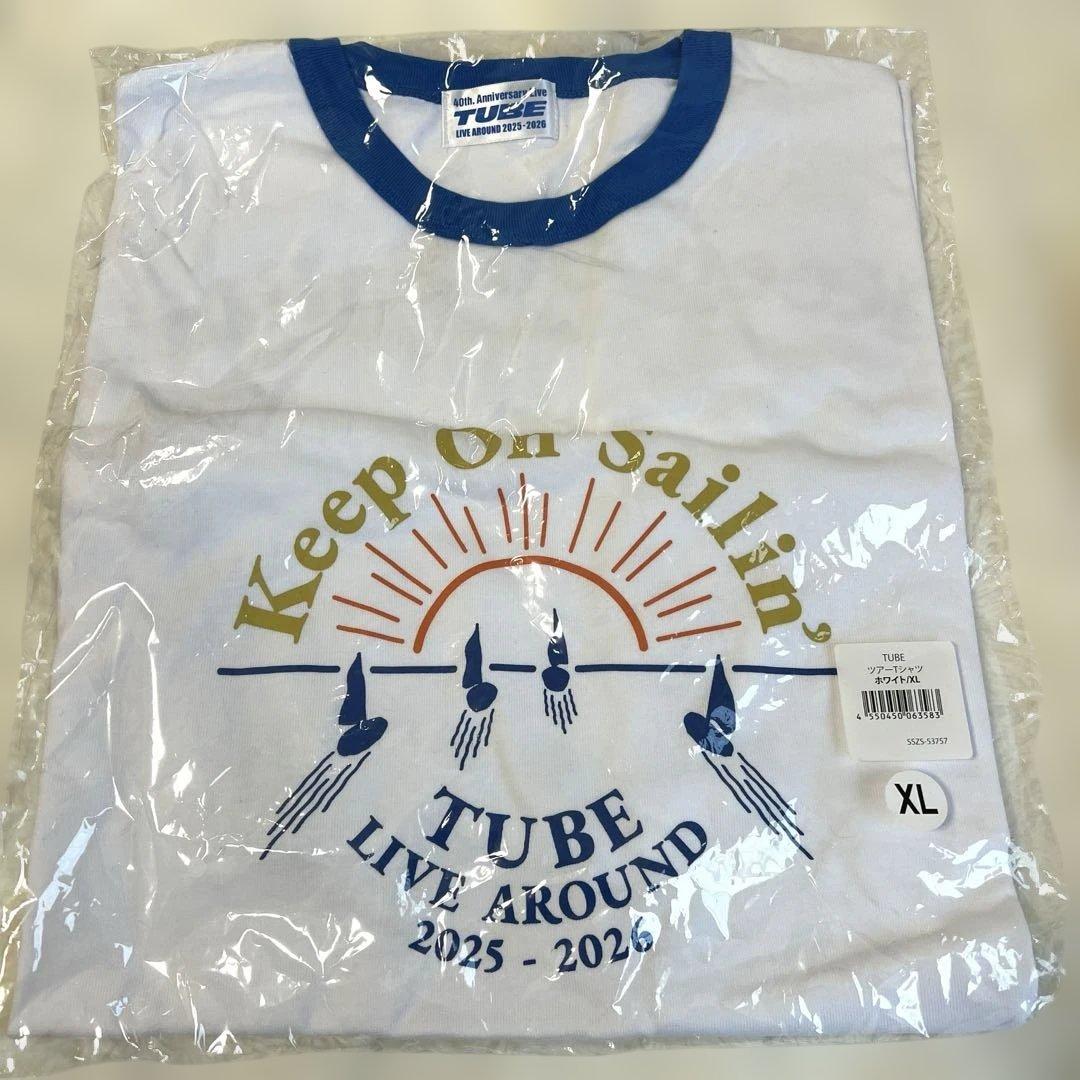 40th. Anniversary Live
TUBE
LIVE AROUND 2025-2026
Keep On Sailin'
TUBE
LIVE AROUND
2025 - 2026
TUBE
ツアーTシャツ
ホワイト/XL
4 550450 063583
SSZS-53757
XL